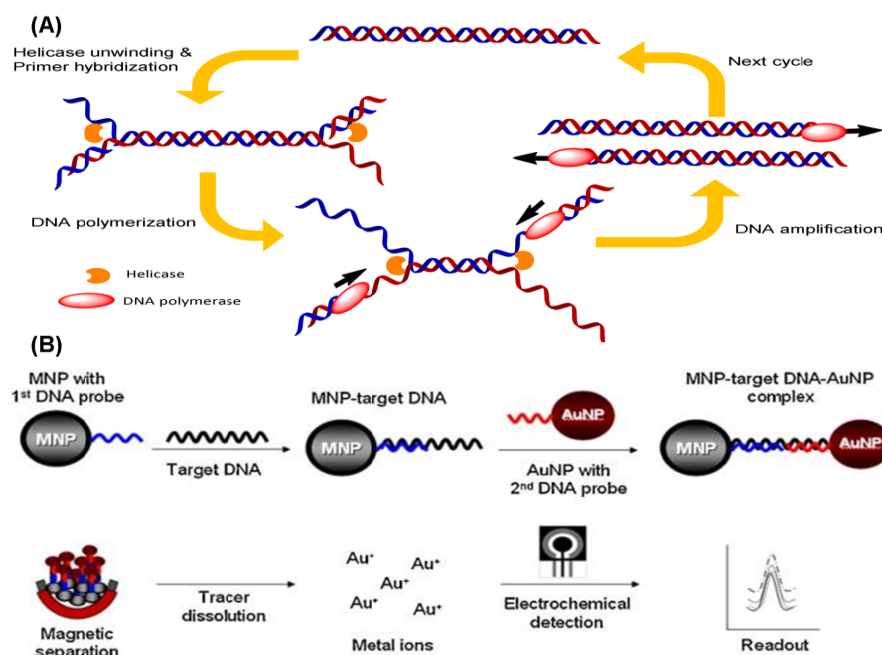 (A)
Helicase unwinding &
Primer hybridization
Next cycle
DNA polymerization
DNA amplification
Helicase
DNA polymerase
(B)
MNP with
1st DNA probe
MNP-target DNA
MNP-target DNA-AuNP
complex
MNP
Target DNA
MNP
AuNP
AuNP with
2nd DNA probe
MNP
AuNP
Magnetic
separation
Tracer
dissolution
Au+
Au+
Au+
Au+
Au+
Metal ions
Electrochemical
detection
Readout